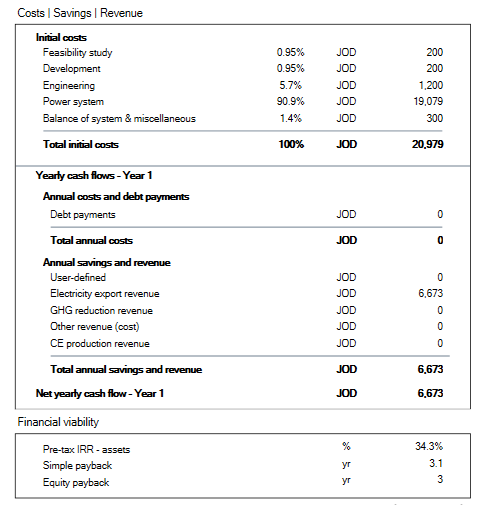 Costs | Savings | Revenue
Initial costs
Feasibility study 0.95% JOD 200
Development 0.95% JOD 200
Engineering 5.7% JOD 1,200
Power system 90.9% JOD 19,079
Balance of system & miscellaneous 1.4% JOD 300
Total initial costs 100% JOD 20,979
Yearly cash flows - Year 1
Annual costs and debt payments
Debt payments JOD 0
Total annual costs JOD 0
Annual savings and revenue
User-defined JOD 0
Electricity export revenue JOD 6,673
GHG reduction revenue JOD 0
Other revenue (cost) JOD 0
CE production revenue JOD 0
Total annual savings and revenue JOD 6,673
Net yearly cash flow - Year 1 JOD 6,673
Financial viability
Pre-tax IRR - assets % 34.3%
Simple payback yr 3.1
Equity payback yr 3